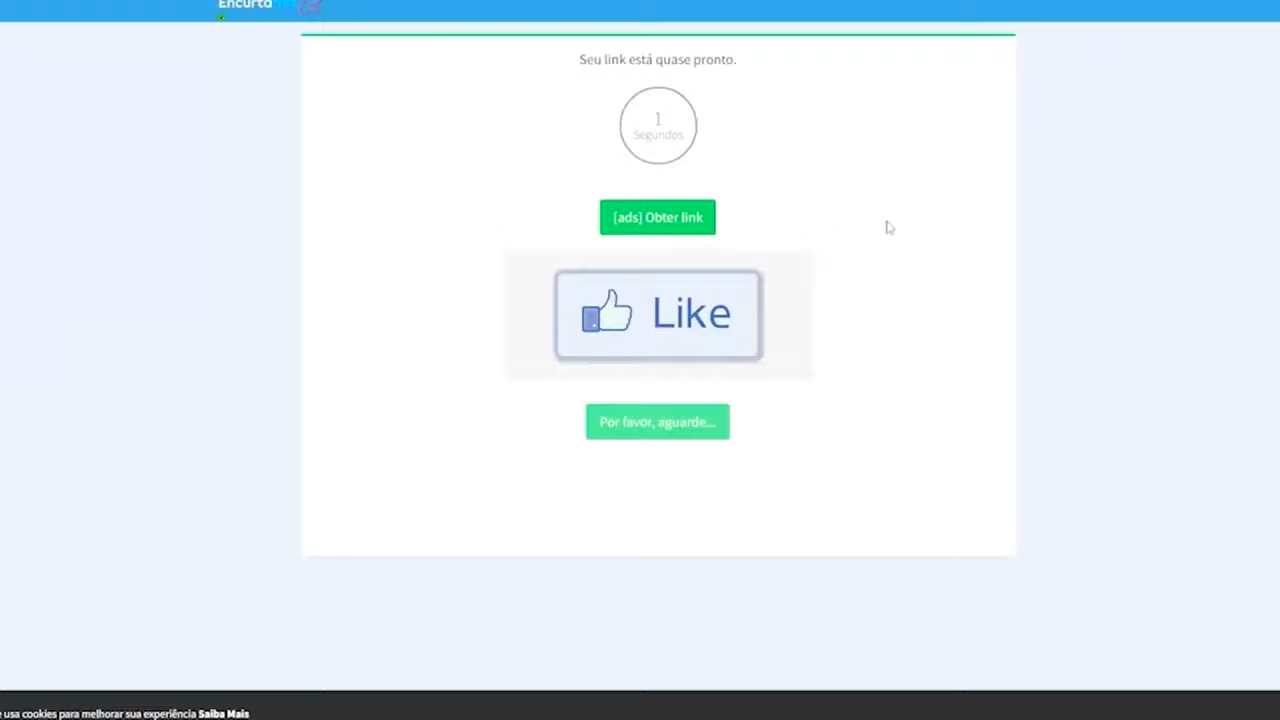 Encurta
Seu link está quase pronto.
1
Segundos
[ads] Obter link
Like
Por favor, aguarde...
usa cookies para melhorar sua experiência Saiba Mais